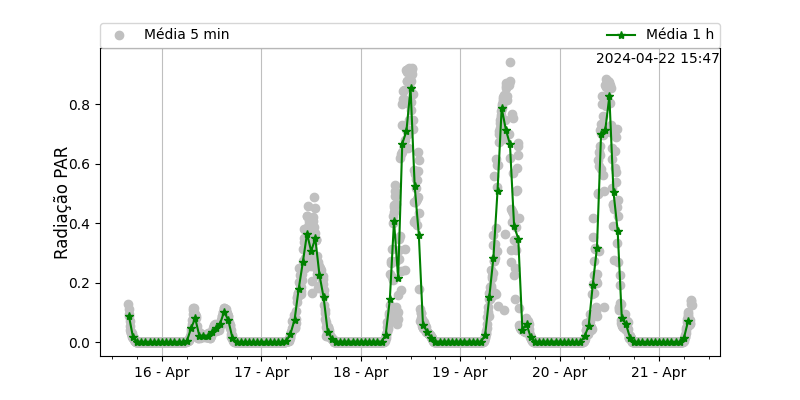 Média 5 min Média 1 h
2024-04-22 15:47
Radiação PAR
0.8
0.6
0.4
0.2
0.0
16 - Apr 17 - Apr 18 - Apr 19 - Apr 20 - Apr 21 - Apr